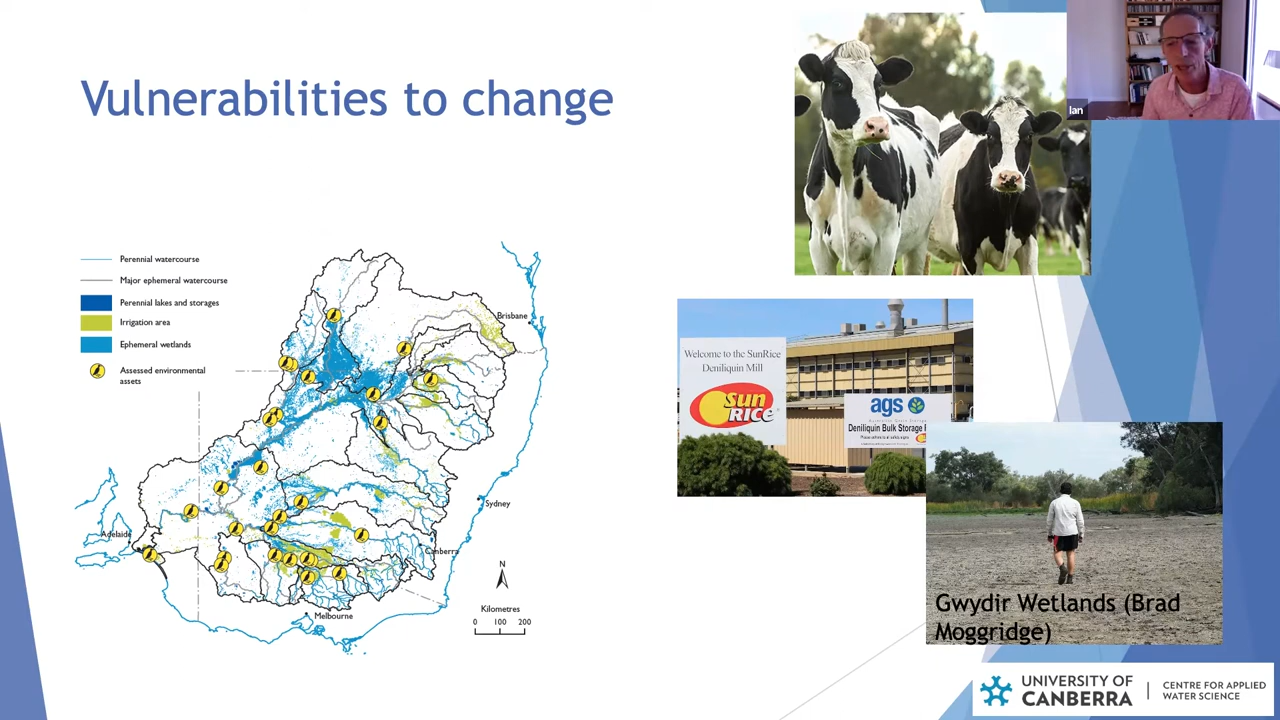 Vulnerabilities to change
Ian
Perennial watercourse
Major ephemeral watercourse
Perennial lakes and storages
Irrigation area
Ephemeral wetlands
Assessed environmental
assets
Brisbane
Sydney
Adelaide
Canberra
Melbourne
N
Kilometres
0 100 200
Welcome to the SunRice
Deniliquin Mill
Sun
RICE
ags
Deniliquin Bulk Storage
Gwydir Wetlands (Brad
Moggridge)
UNIVERSITY OF
CANBERRA
CENTRE FOR APPLIED
WATER SCIENCE